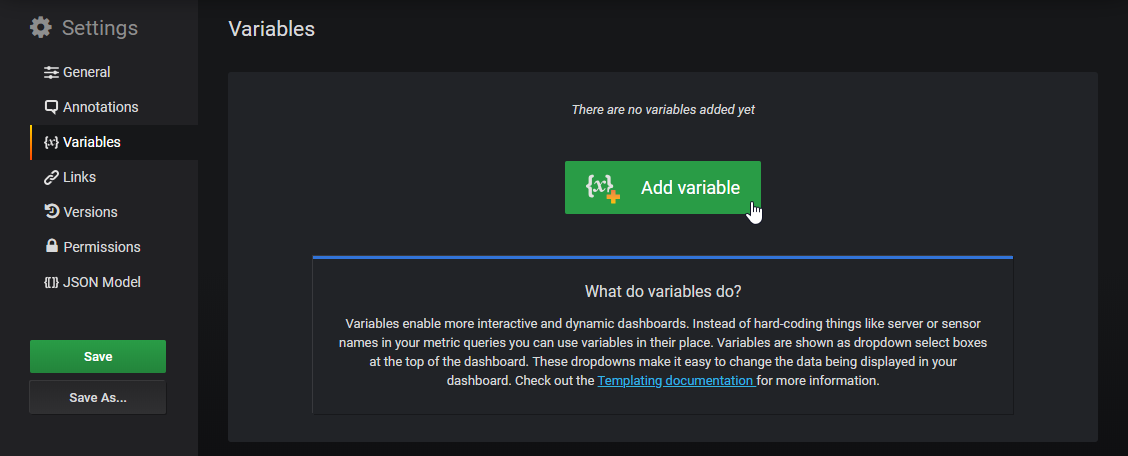 Settings
General
Annotations
Variables
Links
Versions
Permissions
JSON Model
Save
Save As...
Variables
There are no variables added yet
Add variable
What do variables do?
Variables enable more interactive and dynamic dashboards. Instead of hard-coding things like server or sensor
names in your metric queries you can use variables in their place. Variables are shown as dropdown select boxes
at the top of the dashboard. These dropdowns make it easy to change the data being displayed in your
dashboard. Check out the Templating documentation for more information.